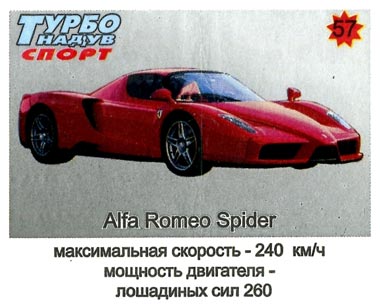 ТУРБО
НАДУВ
СПОРТ
57
Alfa Romeo Spider
максимальная скорость - 240 км/ч
мощность двигателя -
лошадиных сил 260